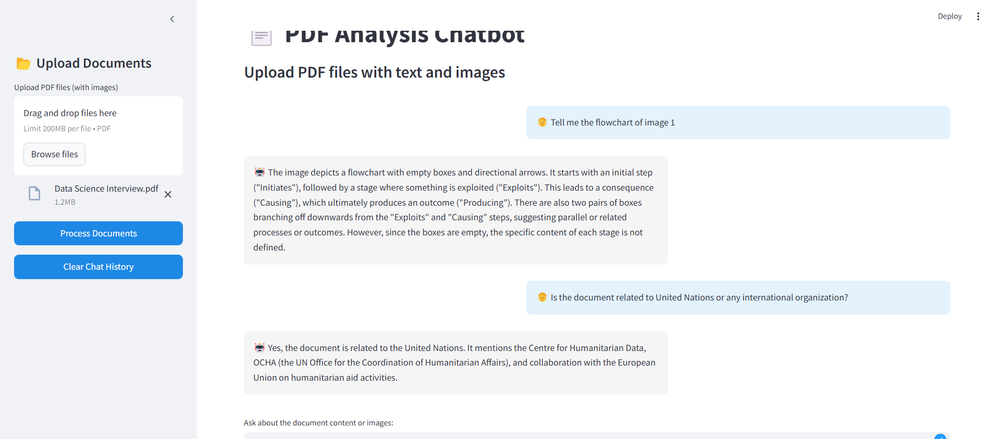 Deploy
Upload Documents
Upload PDF files (with images)
Drag and drop files here
Limit 200MB per file • PDF
Browse files
Data Science Interview.pdf
1.2MB
Process Documents
Clear Chat History
PDF Analysis Chatbot
Upload PDF files with text and images
Tell me the flowchart of image 1
The image depicts a flowchart with empty boxes and directional arrows. It starts with an initial step
("Initiates"), followed by a stage where something is exploited ("Exploits"). This leads to a consequence
("Causing"), which ultimately produces an outcome ("Producing"). There are also two pairs of boxes
branching off downwards from the "Exploits" and "Causing" steps, suggesting parallel or related
processes or outcomes. However, since the boxes are empty, the specific content of each stage is not
defined.
Is the document related to United Nations or any international organization?
Yes, the document is related to the United Nations. It mentions the Centre for Humanitarian Data,
OCHA (the UN Office for the Coordination of Humanitarian Affairs), and collaboration with the European
Union on humanitarian aid activities.
Ask about the document content or images: